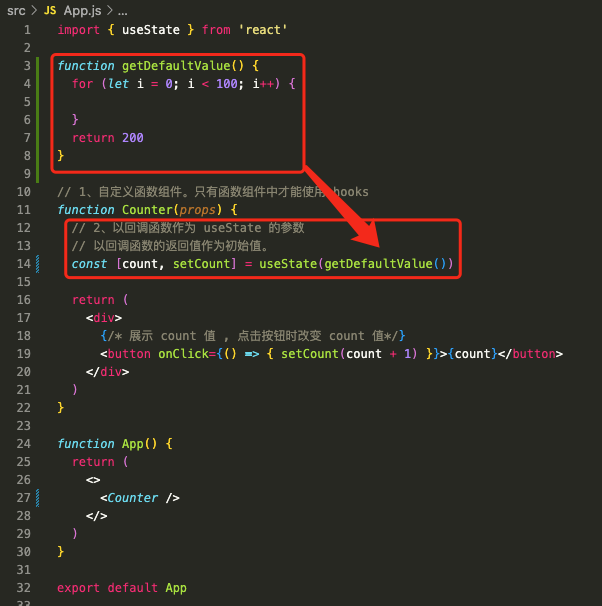 src > JS App.js > ...
1 import { useState } from 'react'
2
3 function getDefaultValue() {
4 for (let i = 0; i < 100; i++) {
5
6 }
7 return 200
8 }
9
10 // 1、自定义函数组件。只有函数组件中才能使用 hooks
11 function Counter(props) {
12 // 2、以回调函数作为 useState 的参数
13 // 以回调函数的返回值作为初始值。
14 const [count, setCount] = useState(getDefaultValue())
15
16 return (
17 <div>
18 {/* 展示 count 值 , 点击按钮时改变 count 值*/}
19 <button onClick={() => { setCount(count + 1) }}>{count}</button>
20 </div>
21 )
22 }
23
24 function App() {
25 return (
26 <>
27 <Counter />
28 </>
29 )
30 }
31
32 export default App
33